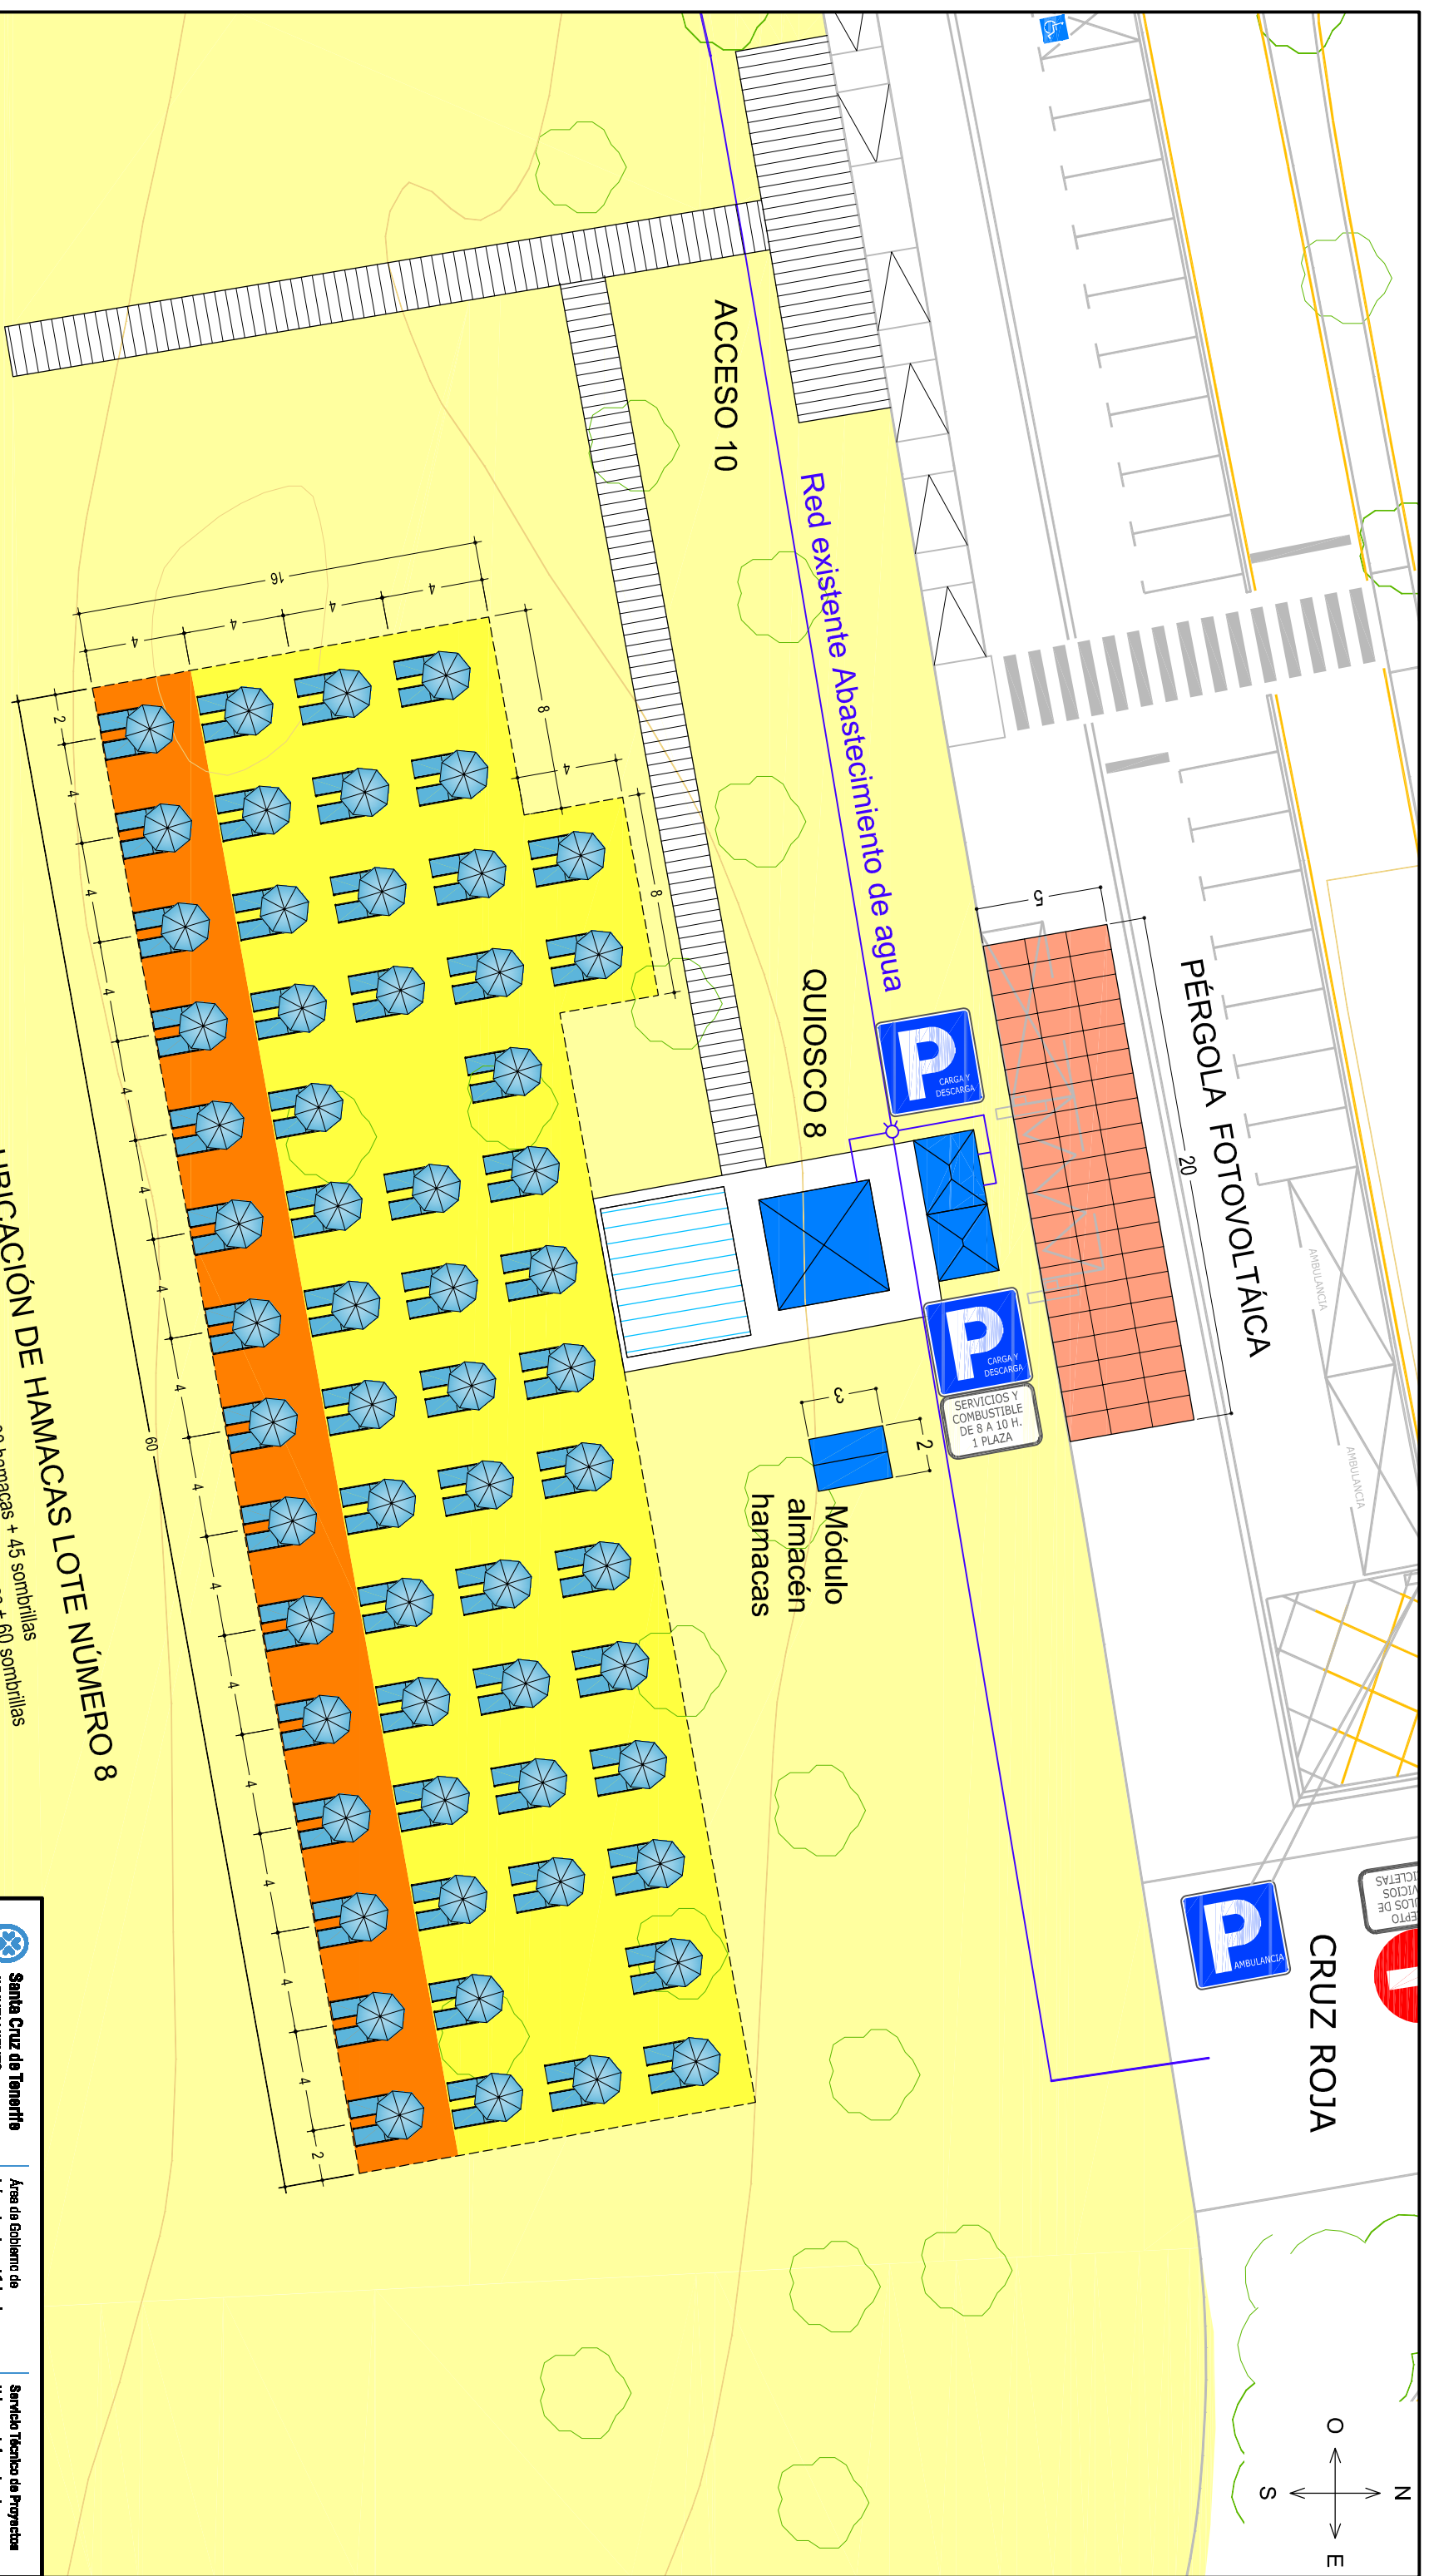 N
O
E
S
CRUZ ROJA
AMBULANCIA
AMBULANCIA
P
AMBULANCIA
PÉRGOLA FOTOVOLTÁICA
20
5
P
CARGA Y
DESCARGA
P
CARGA Y
DESCARGA
SERVICIOS Y
COMBUSTIBLE
DE 8 A 10 H.
1 PLAZA
Red existente Abastecimiento de agua
QUIOSCO 8
ACCESO 10
3
2
Módulo
almacén
hamacas
16
4
4
4
4
8
4
8
2
4
4
4
4
4
4
4
4
4
4
4
4
4
4
2
60
UBICACIÓN DE HAMACAS LOTE NÚMERO 8
hamacas + 45 sombrillas
+ 60 sombrillas
Santa Cruz de Tenerife
Área de Gobierno de
Servicio Técnico de Proyectos